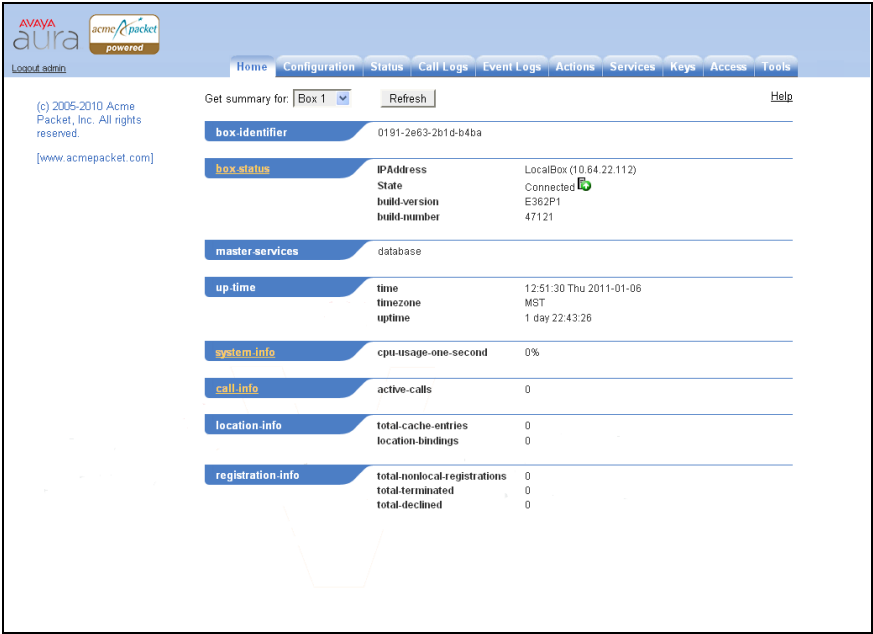 AVAYA
aura
acme packet
powered
Logout admin
Home Configuration Status Call Logs Event Logs Actions Services Keys Access Tools
(c) 2005-2010 Acme
Packet, Inc. All rights
reserved.
[www.acmepacket.com]
Get summary for: Box 1 Refresh Help
box-identifier 0191-2e63-2b1d-b4ba
box-status IPAddress LocalBox (10.64.22.112)
State Connected
build-version E362P1
build-number 47121
master-services database
up-time time 12:51:30 Thu 2011-01-06
timezone MST
uptime 1 day 22:43:26
system-info cpu-usage-one-second 0%
call-info active-calls 0
location-info total-cache-entries 0
location-bindings 0
registration-info total-nonlocal-registrations 0
total-terminated 0
total-declined 0